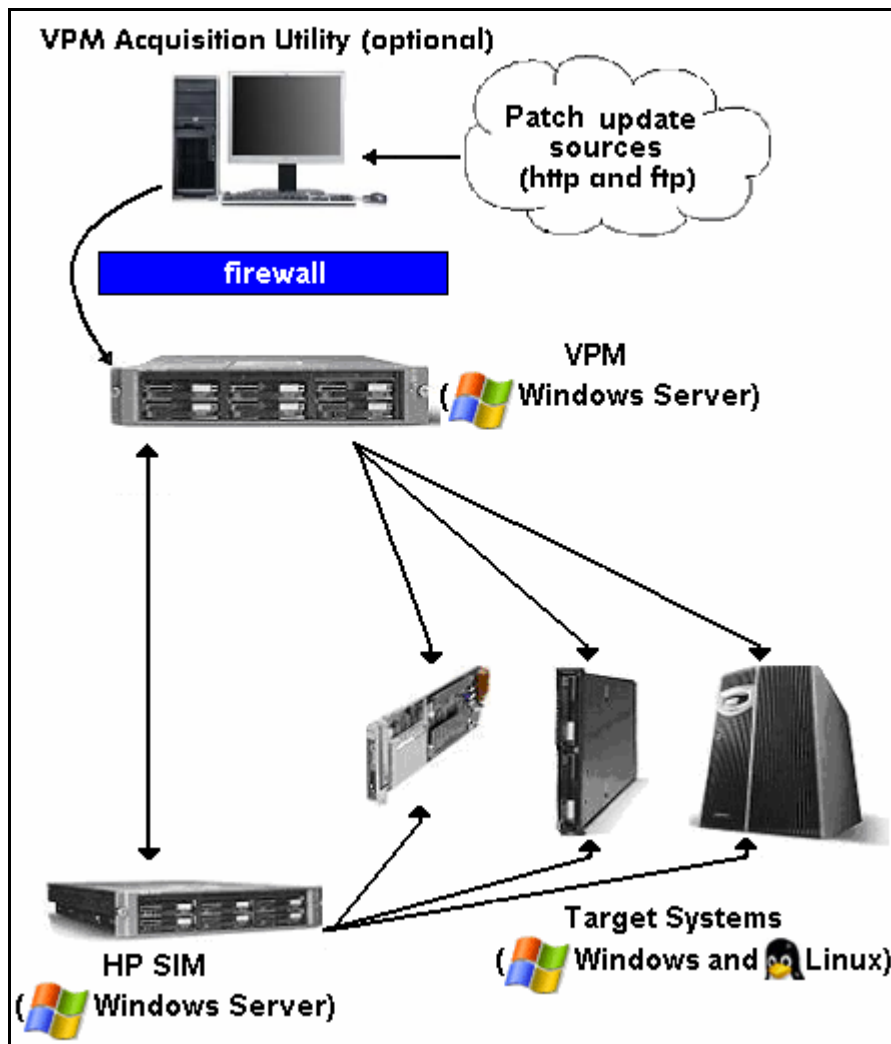 VPM Acquisition Utility (optional)
Patch update
sources
(http and ftp)
firewall
VPM
( Windows Server)
Target Systems
( Windows and Linux)
HP SIM
( Windows Server)